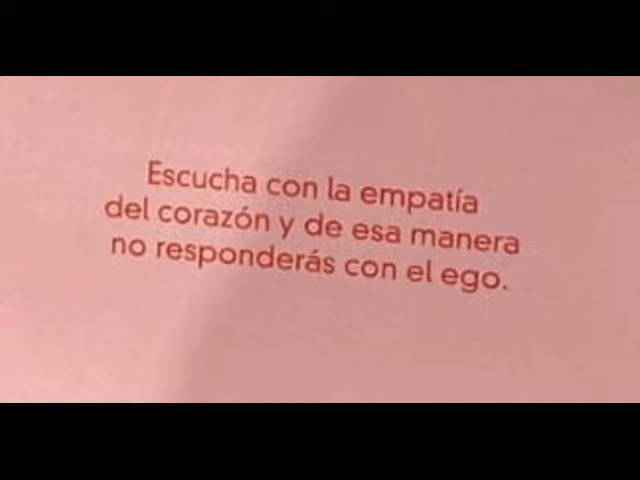 Escucha con la empatía
del corazón y de esa manera
no responderás con el ego.